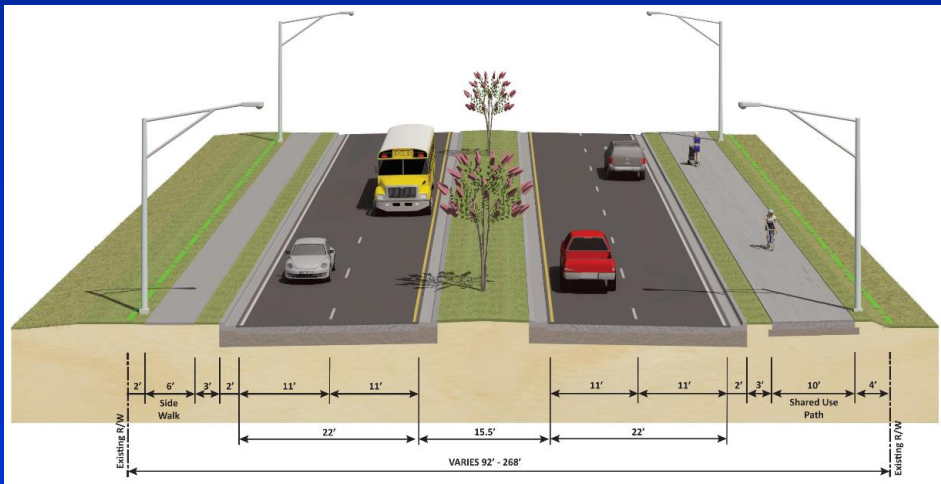 2' 6' 3' 2' 11' 11' 11' 11' 2' 3' 10' 4'
Side
Walk
Shared Use
Path
Existing R/W
Existing R/W
22' 15.5' 22'
VARIES 92' - 268'